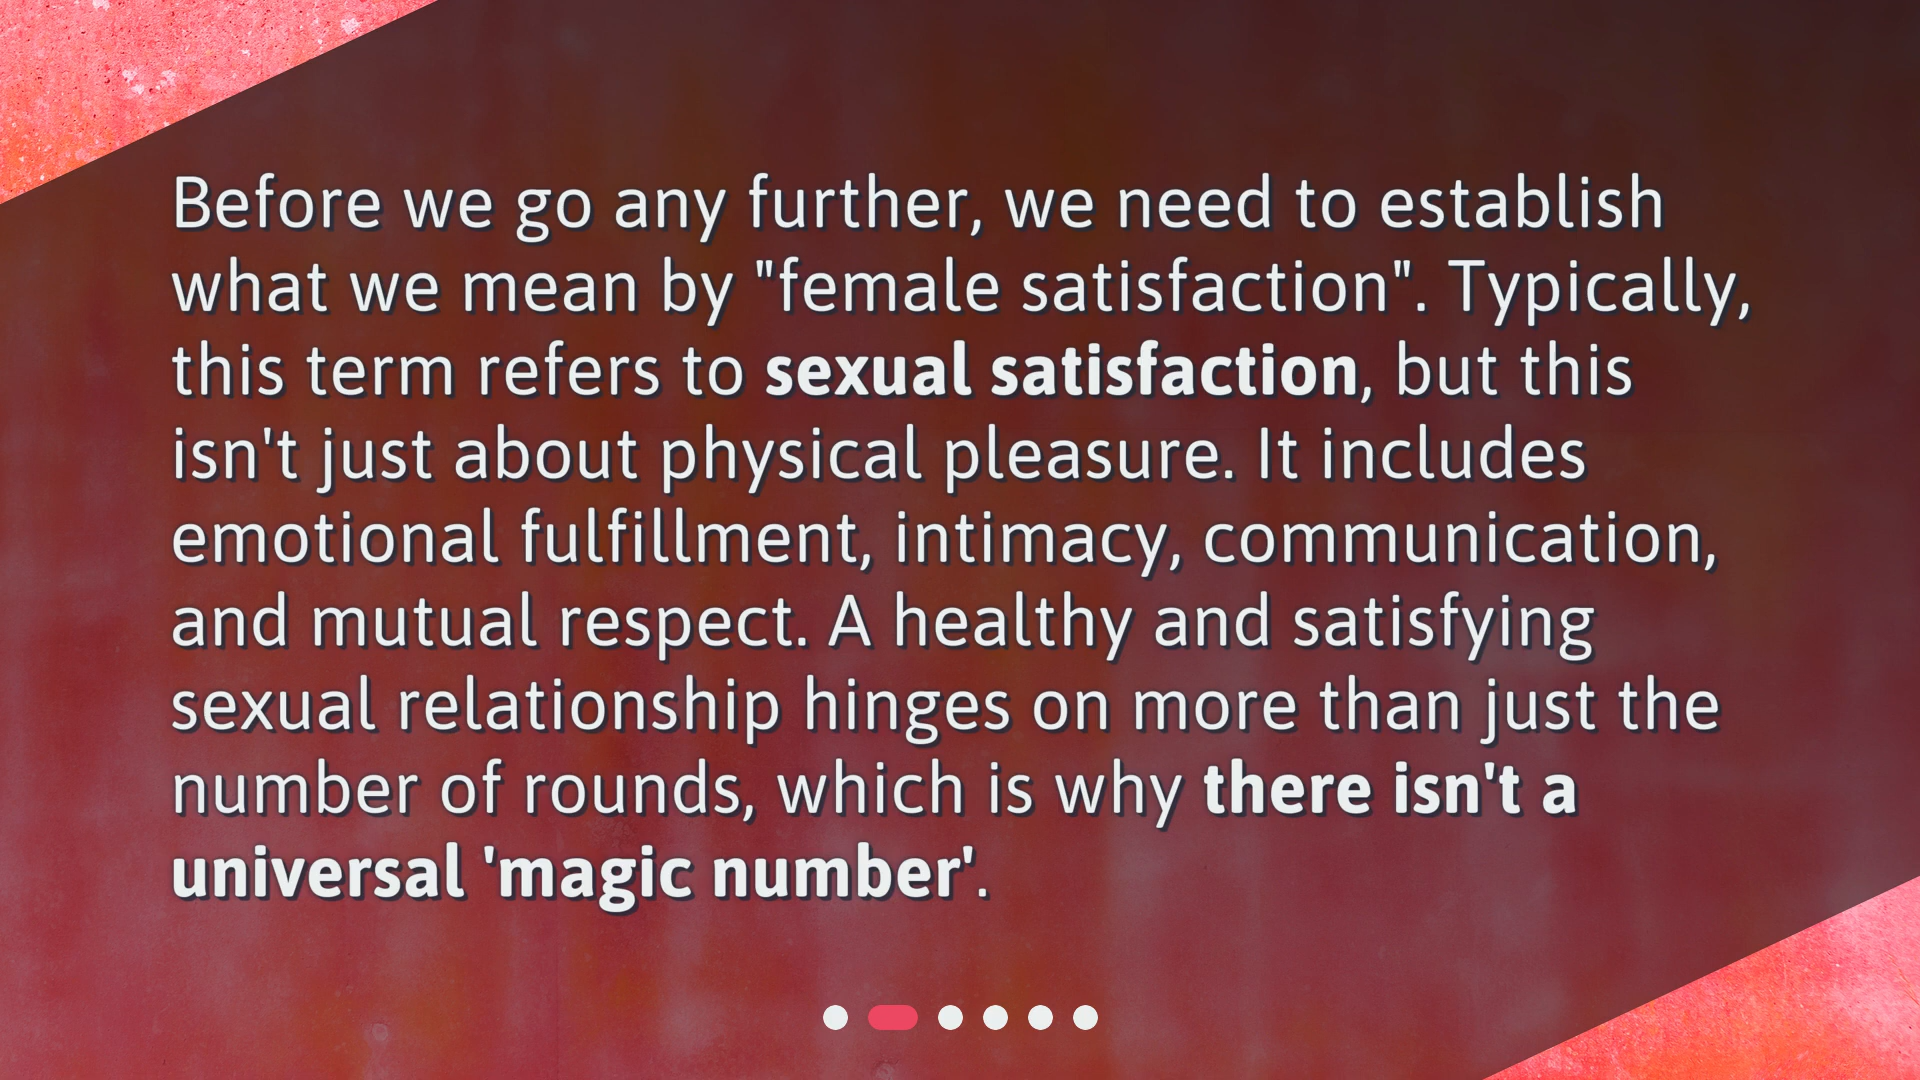 Before we go any further, we need to establish
what we mean by "female satisfaction". Typically,
this term refers to sexual satisfaction, but this
isn't just about physical pleasure. It includes
emotional fulfillment, intimacy, communication,
and mutual respect. A healthy and satisfying
sexual relationship hinges on more than just the
number of rounds, which is why there isn't a
universal 'magic number'.